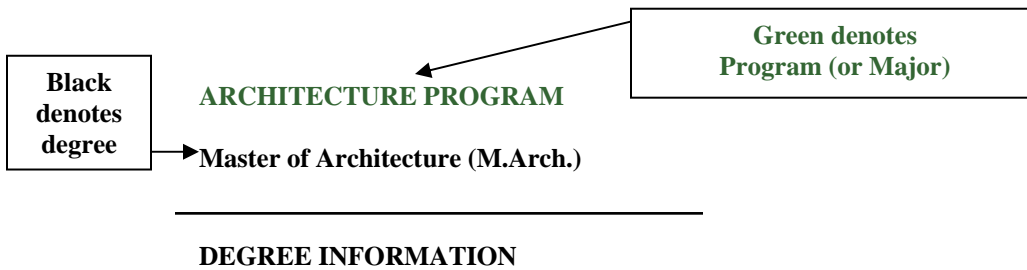 Green denotes
Program (or Major)
Black
denotes
degree
ARCHITECTURE PROGRAM
Master of Architecture (M.Arch.)
DEGREE INFORMATION